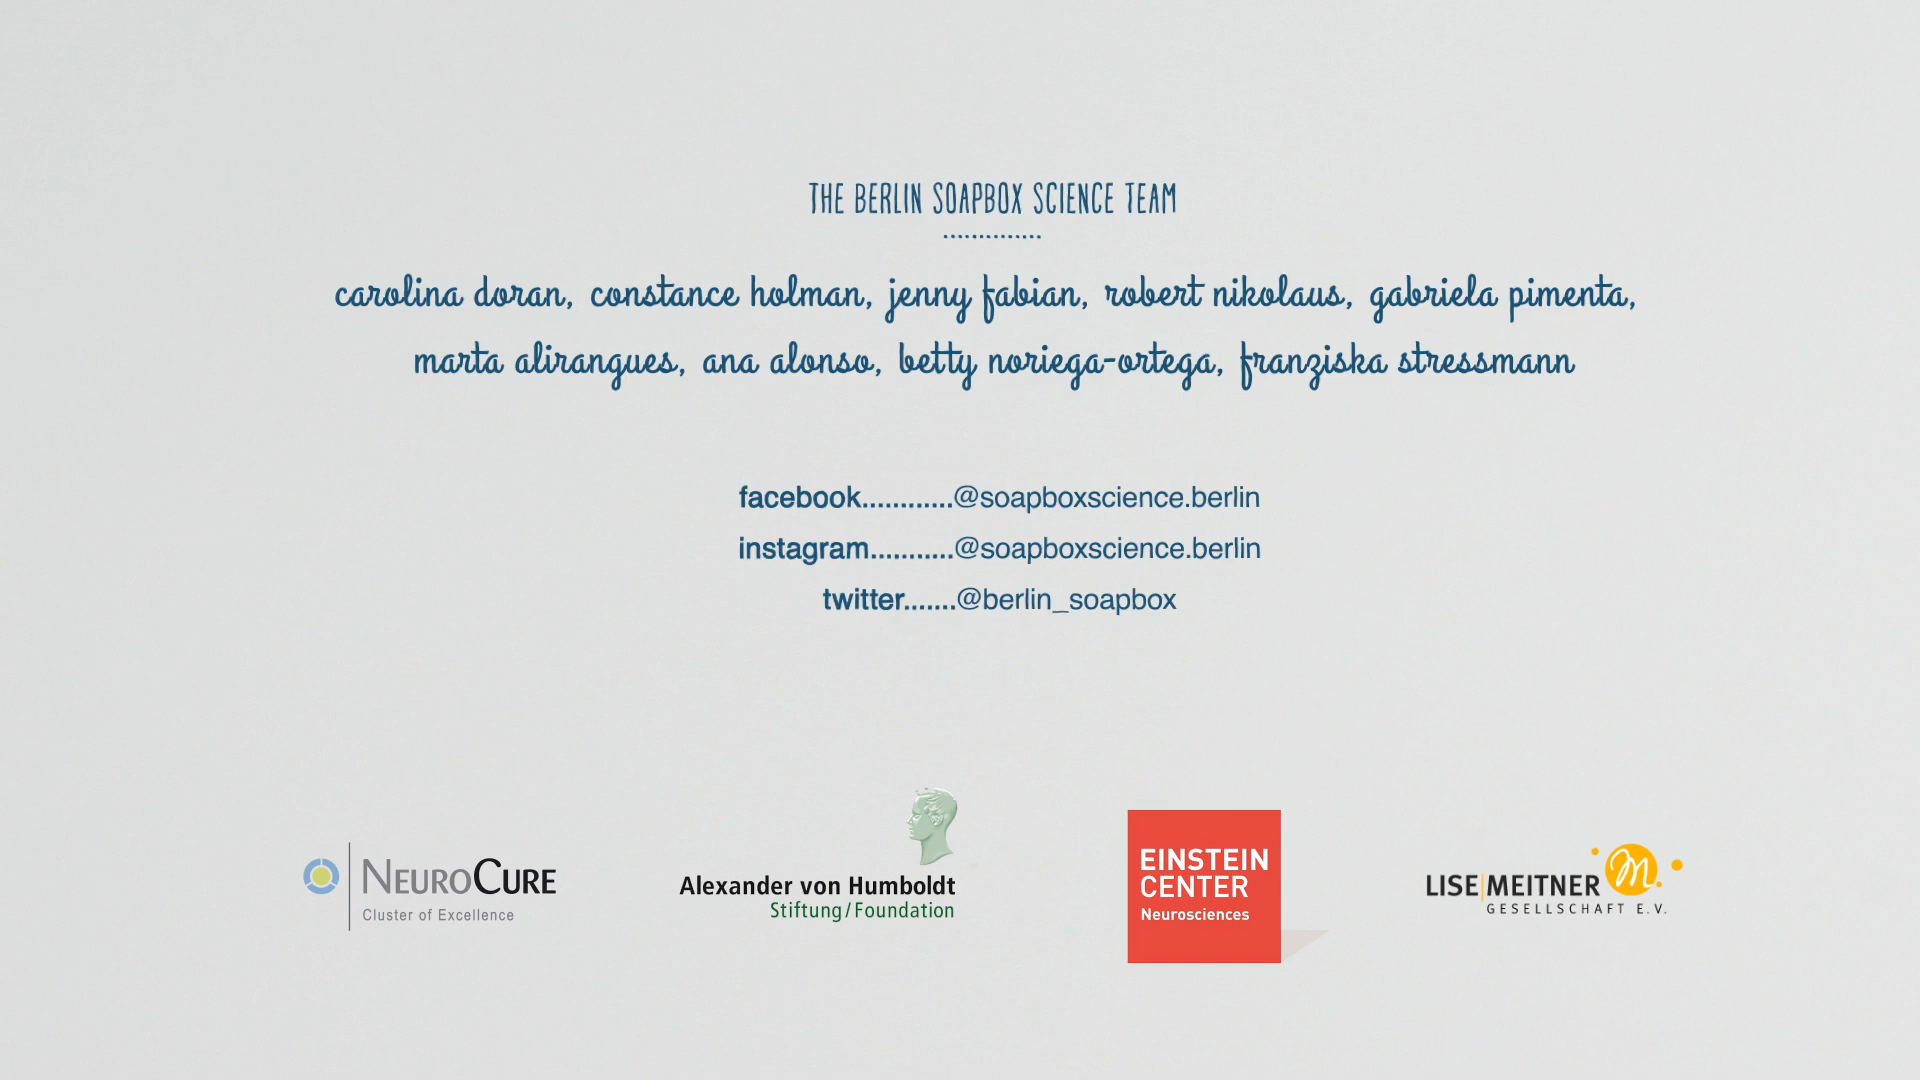 THE BERLIN SOAPBOX SCIENCE TEAM
carolina doran, constance holman, jenny fabian, robert nikolaus, gabriela pimenta,
marta alirangues, ana alonso, betty noriega-ortega, franziska stressmann
facebook............@soapboxscience.berlin
instagram...........@soapboxscience.berlin
twitter.......@berlin_soapbox
NEUROCURE
Cluster of Excellence
Alexander von Humboldt
Stiftung/Foundation
EINSTEIN
CENTER
Neurosciences
LISE MEITNER
GESELLSCHAFT E.V.